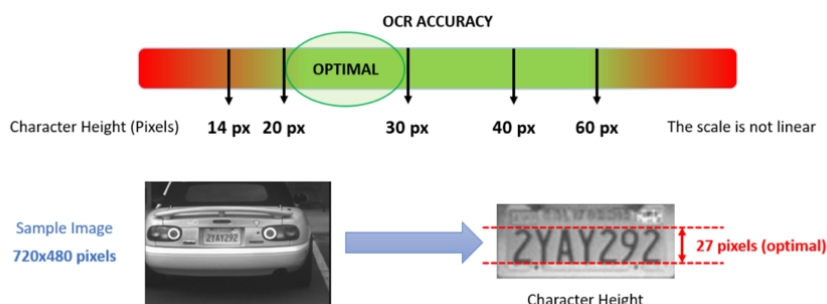 OCR ACCURACY
OPTIMAL
Character Height (Pixels) 14 px 20 px 30 px 40 px 60 px The scale is not linear
Sample Image
720x480 pixels
2YAY292
2YAY292
27 pixels (optimal)
Character Height